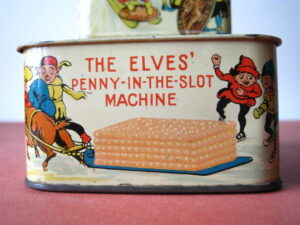 THE ELVES'
PENNY-IN-THE-SLOT
MACHINE